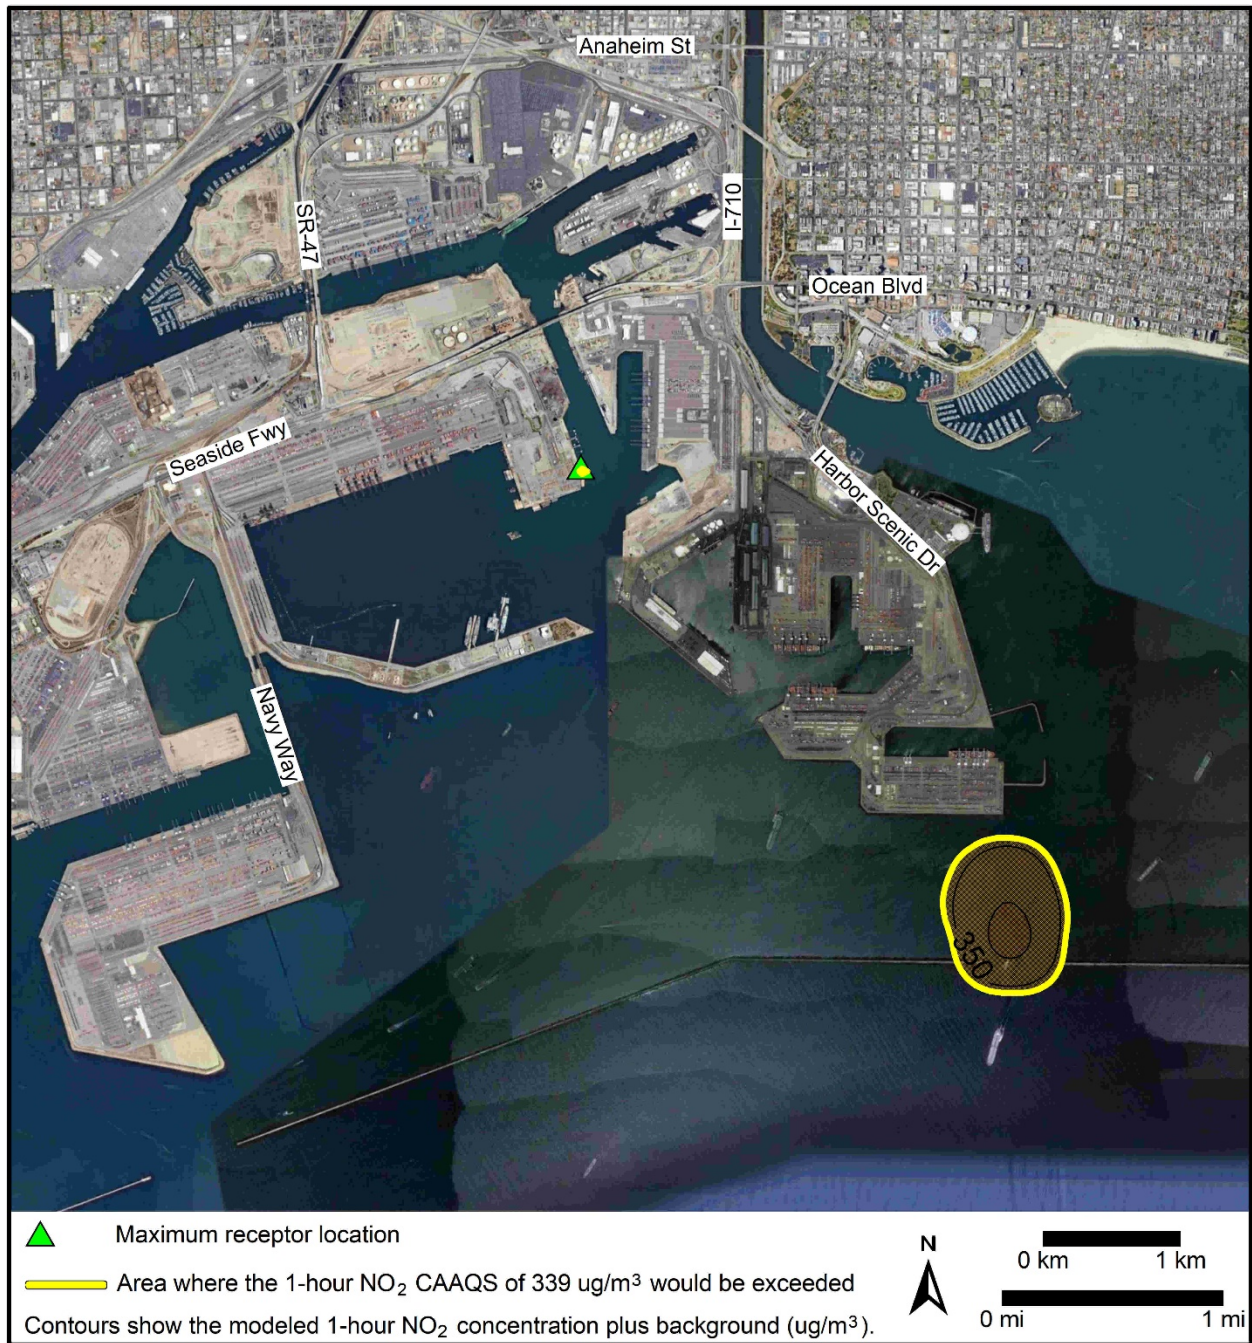 Anaheim St
SR-47
I-710
Ocean Blvd
Seaside Fwy
Harbor Scenic Dr
Navy Way
350
Maximum receptor location
Area where the 1-hour NO₂ CAAQS of 339 ug/m³ would be exceeded
Contours show the modeled 1-hour NO₂ concentration plus background (ug/m³).
N
0 km 1 km
0 mi 1 mi